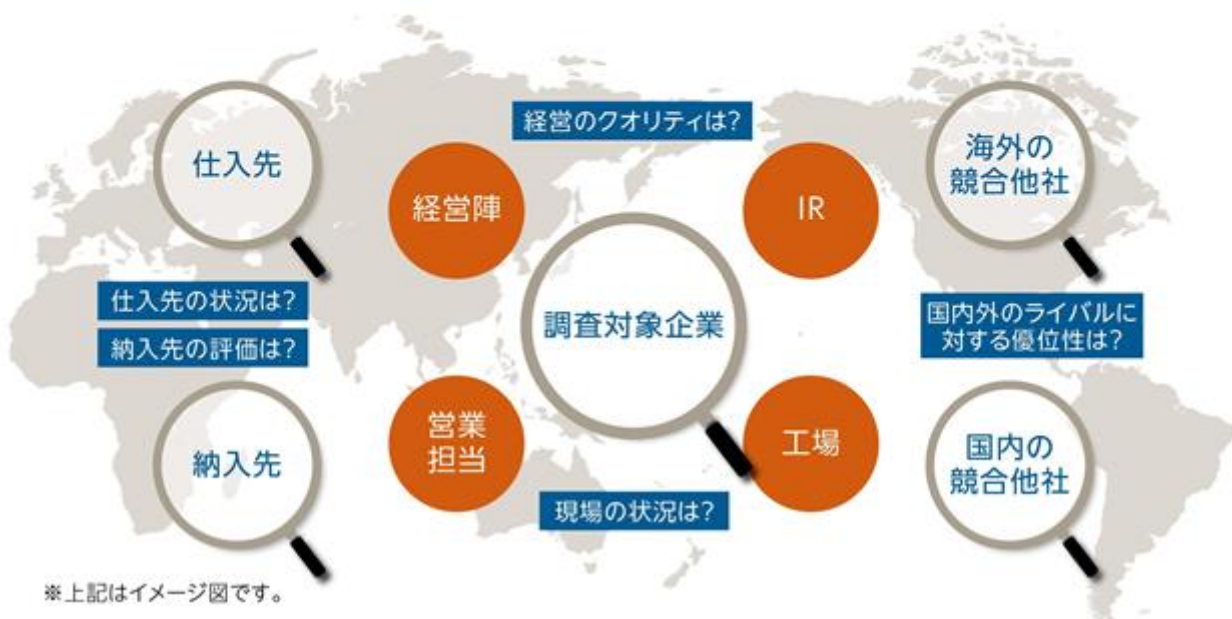 経営のクオリティは?
仕入先
経営陣
IR
海外の
競合他社
調査対象企業
仕入先の状況は?
納入先の評価は?
国内外のライバルに
対する優位性は?
納入先
営業
担当
工場
国内の
競合他社
現場の状況は?
※上記はイメージ図です。